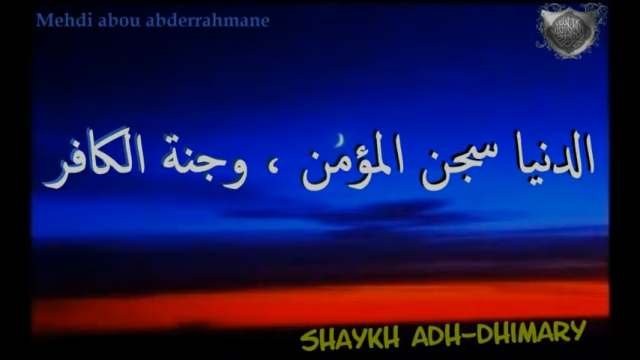 Mehdi abou abderrahmane
الدنيا سجن المؤمن ، وجنة الكافر
SHAYKH ADH-DHIMARY